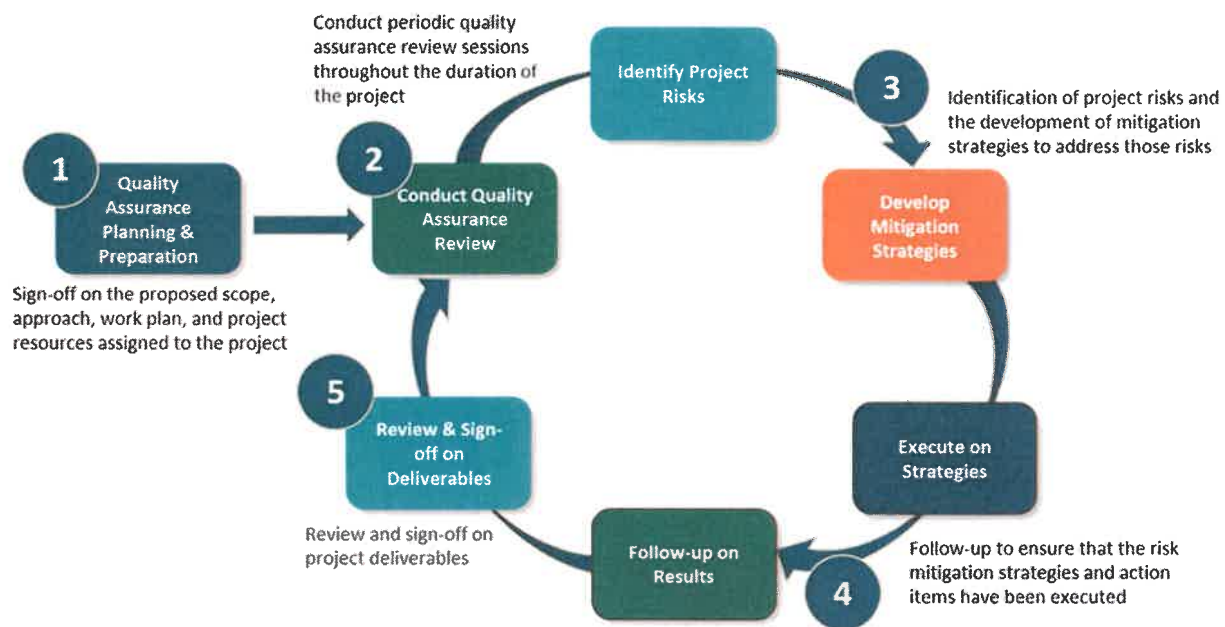 Conduct periodic quality
assurance review sessions
throughout the duration of
the project
Identify Project
Risks
3
Identification of project risks and
the development of mitigation
strategies to address those risks
1
Quality
Assurance
Planning &
Preparation
2
Conduct Quality
Assurance
Review
Develop
Mitigation
Strategies
Sign-off on the proposed scope,
approach, work plan, and project
resources assigned to the project
5
Review & Sign-
off on
Deliverables
Execute on
Strategies
Review and sign-off on
project deliverables
Follow-up on
Results
4
Follow-up to ensure that the risk
mitigation strategies and action
items have been executed